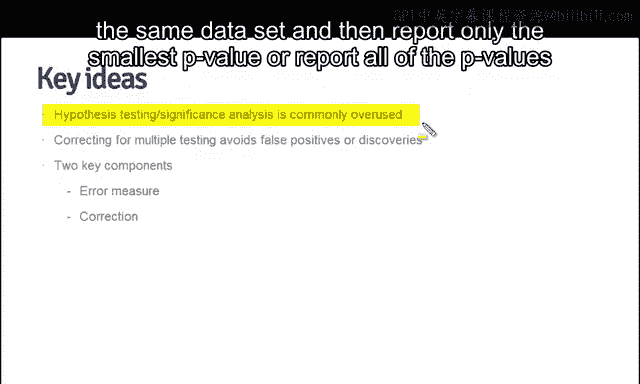 the same data set and then report only the
smallest p-value or report all of the p-values
Key ideas
Hypothesis testing/significance analysis is commonly overused
Correcting for multiple testing avoids false positives or discoveries
Two key components
- Error measure
- Correction